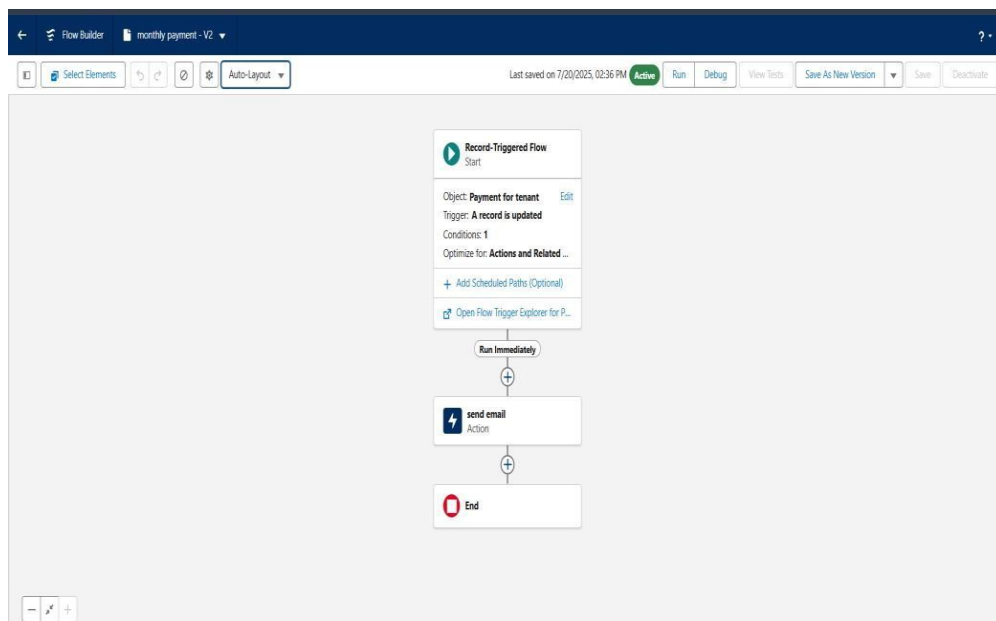 Flow Builder monthly payment - V2
?
Select Elements Auto-Layout Last saved on 7/20/2025, 02:36 PM Active Run Debug View Tests Save As New Version Save Deactivate
Record-Triggered Flow
Start
Object: Payment for tenant Edit
Trigger: A record is updated
Conditions: 1
Optimize for: Actions and Related ...
+ Add Scheduled Paths (Optional)
Open Flow Trigger Explorer for P...
Run Immediately
send email
Action
End